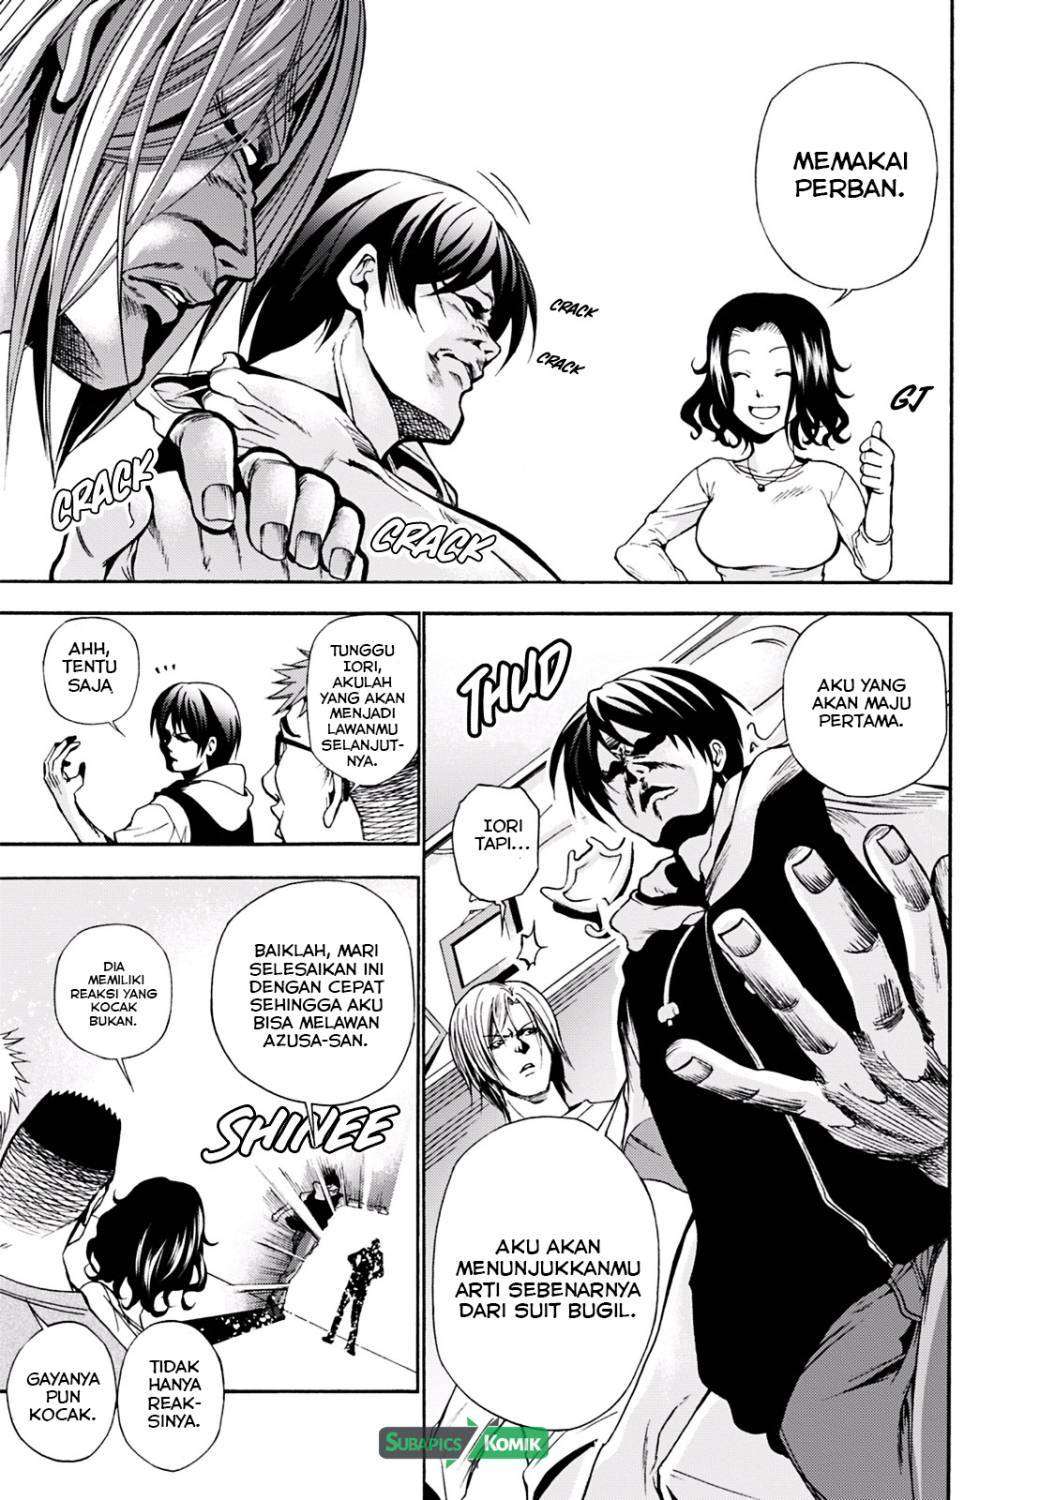 MEMAKAI
PERBAN.
CRACK
CRACK
GJ
CRACK
CRACK
AKU YANG
AKAN MAJU
PERTAMA.
THUD
IORI
TAPI...
AKU AKAN
MENUNJUKKANMU
ARTI SEBENARNYA
DARI SUIT BUGIL.
TUNGGU
IORI,
AKULAH
YANG AKAN
MENJADI
LAWANMU
SELANJUT-
NYA.
AHH,
TENTU
SAJA
BAIKLAH, MARI
SELESAIKAN INI
DENGAN CEPAT
SEHINGGA AKU
BISA MELAWAN
AZUSA-SAN.
DIA
MEMILIKI
REAKSI YANG
KOCAK
BUKAN.
SHINEE
TIDAK
HANYA
REAK-
SINYA.
GAYANYA
PUN
KOCAK.
SUBAPICS KOMIK